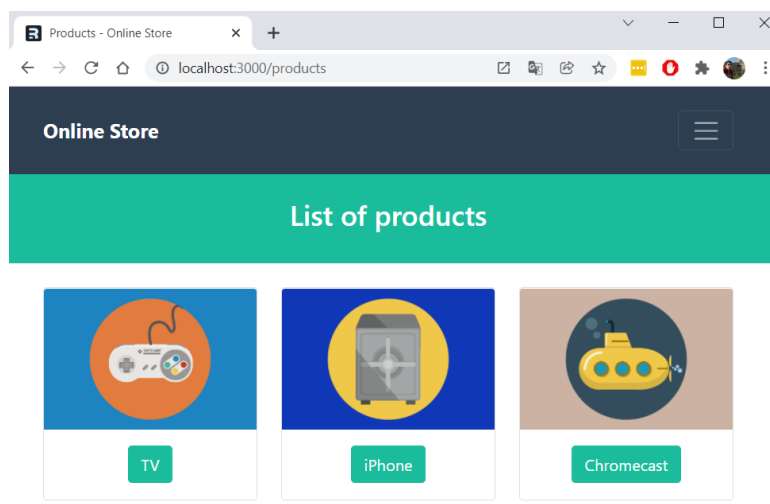 Products - Online Store
localhost:3000/products
Online Store
List of products
TV
iPhone
Chromecast